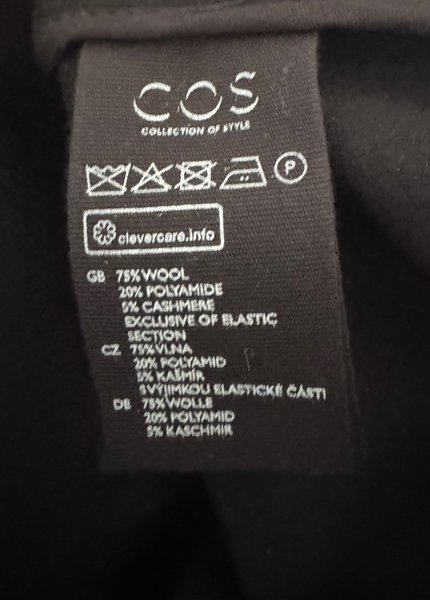 COS
COLLECTION OF STYLE
P
clevercare.info
GB 75% WOOL
20% POLYAMIDE
5% CASHMERE
EXCLUSIVE OF ELASTIC
SECTION
CZ 75% VLNA
20% POLYAMID
5% KAŠMÍR
S VÝJIMKOU ELASTICKÉ ČÁSTI
DE 75% WOLLE
20% POLYAMID
5% KASCHMIR